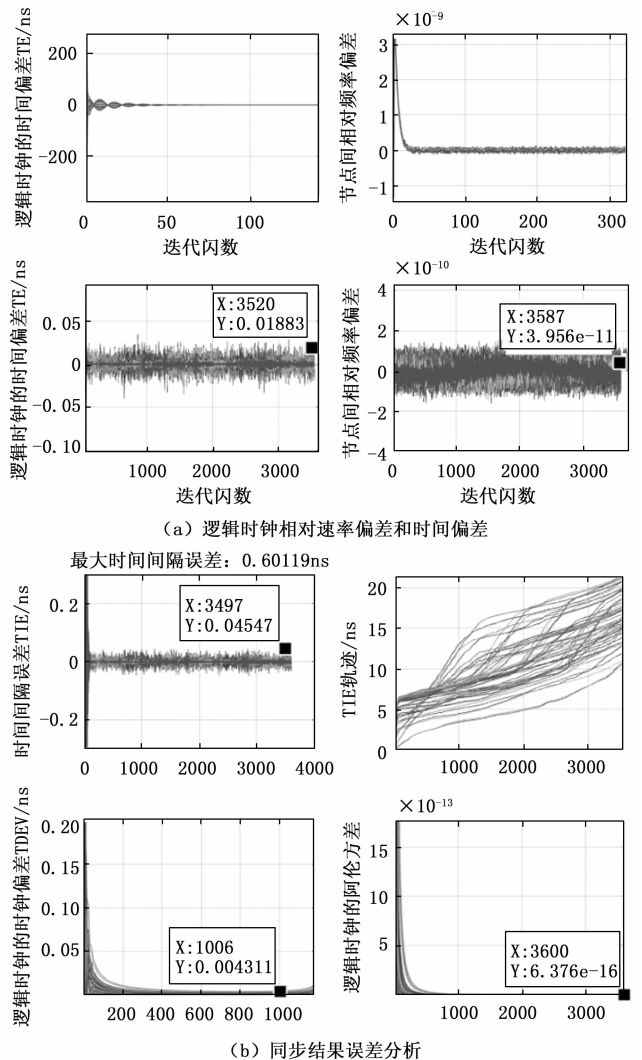 逻辑时钟的时间偏差TE/ns
200
0
-200
0
50
100
迭代闪数
×10⁻⁹
节点间相对频率偏差
3
2
1
0
-1
0
100
200
300
迭代闪数
逻辑时钟的时间偏差TE/ns
0.05
0
-0.05
-0.10
X:3520
Y:0.01883
1000
2000
3000
迭代闪数
×10⁻¹⁰
节点间相对频率偏差
4
2
0
-2
-4
X:3587
Y:3.956e-11
0
1000
2000
3000
迭代闪数
(a) 逻辑时钟相对速率偏差和时间偏差
最大时间间隔误差: 0.60119ns
时间间隔误差TIE/ns
0.2
0
-0.2
X:3497
Y:0.04547
0
1000
2000
3000
4000
TIE轨迹/ns
20
15
10
5
0
1000
2000
3000
逻辑时钟的时钟偏差TDEV/ns
0.20
0.15
0.10
0.05
X:1006
Y:0.004311
200
400
600
800
1000
×10⁻¹³
逻辑时钟的阿伦方差
15
10
5
X:3600
Y:6.376e-16
1000
2000
3000
(b) 同步结果误差分析